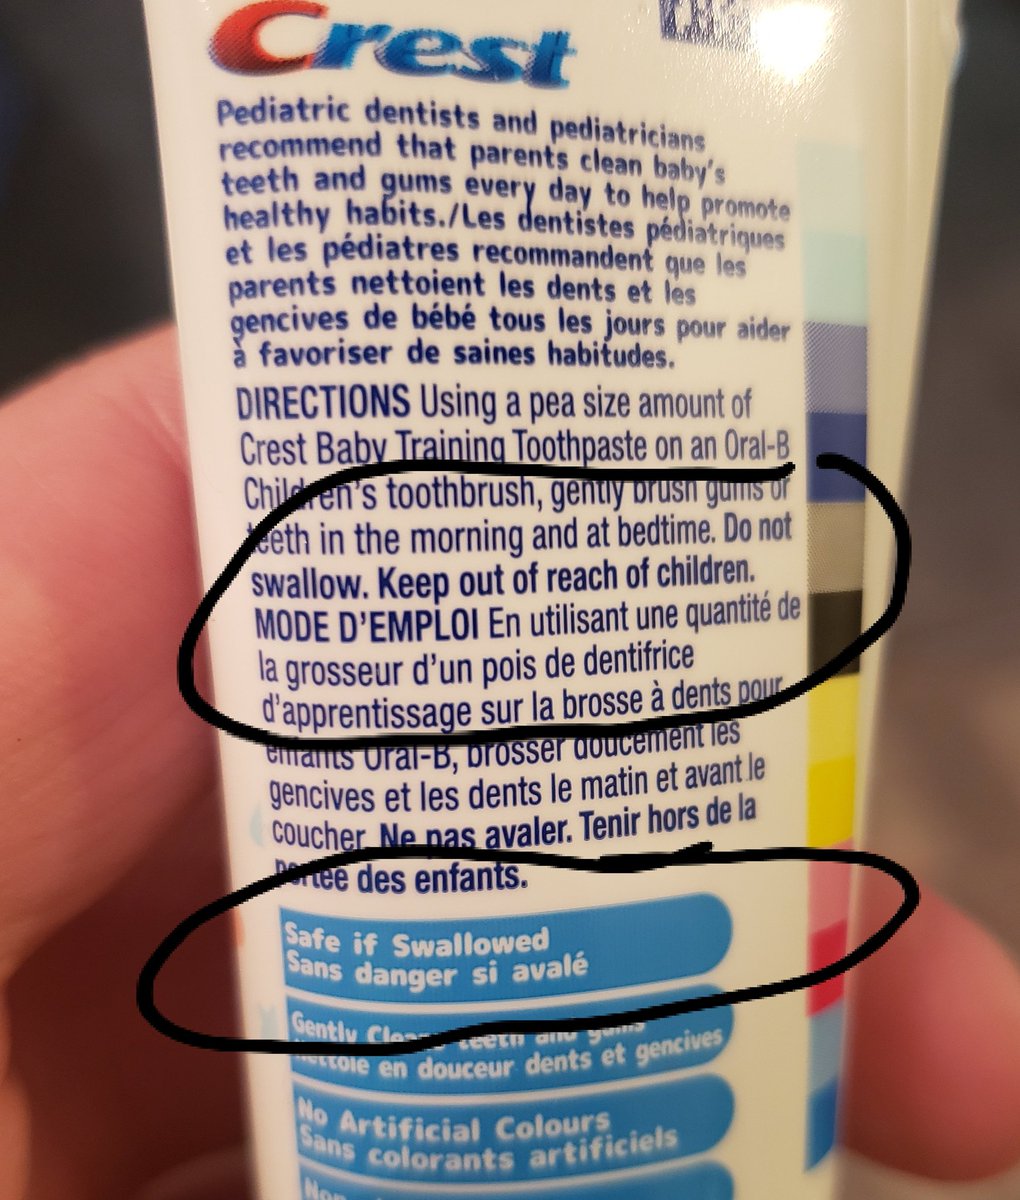 Crest
Pediatric dentists and pediatricians
recommend that parents clean baby's
teeth and gums every day to help promote
healthy habits./Les dentistes pédiatriques
et les pédiatres recommandent que les
parents nettoient les dents et les
gencives de bébé tous les jours pour aider
à favoriser de saines habitudes.
DIRECTIONS Using a pea size amount of
Crest Baby Training Toothpaste on an Oral-B
Children's toothbrush, gently brush gums or
teeth in the morning and at bedtime. Do not
swallow. Keep out of reach of children.
MODE D'EMPLOI En utilisant une quantité de
la grosseur d'un pois de dentifrice
d'apprentissage sur la brosse à dents pour
enfants Oral-B, brosser doucement les
gencives et les dents le matin et avant le
coucher. Ne pas avaler. Tenir hors de la
portée des enfants.
Safe if Swallowed
Sans danger si avalé
Gently Cleans teeth and gums
Nettoie en douceur dents et gencives
No Artificial Colours
Sans colorants artificiels